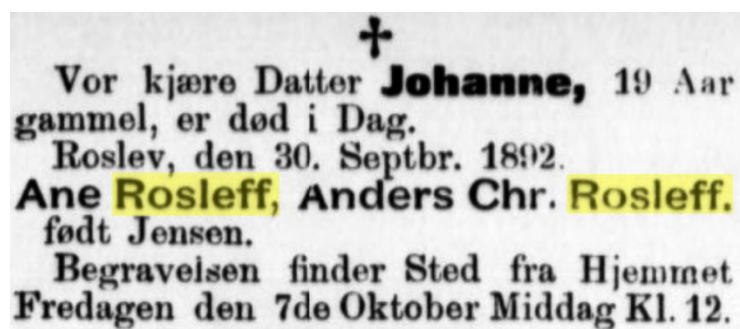 ✝
Vor kjære Datter Johanne, 19 Aar
gammel, er død i Dag.
Roslev, den 30. Septbr. 1892.
Ane Rosleff, Anders Chr. Rosleff.
født Jensen.
Begravelsen finder Sted fra Hjemmet
Fredagen den 7de Oktober Middag Kl. 12.